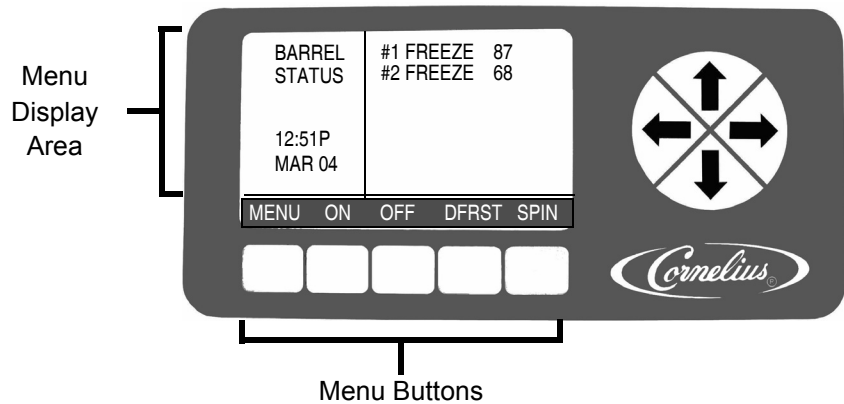 Menu
Display
Area
BARREL
STATUS
#1 FREEZE 87
#2 FREEZE 68
12:51P
MAR 04
MENU ON OFF DFRST SPIN
Cornelius®
Menu Buttons